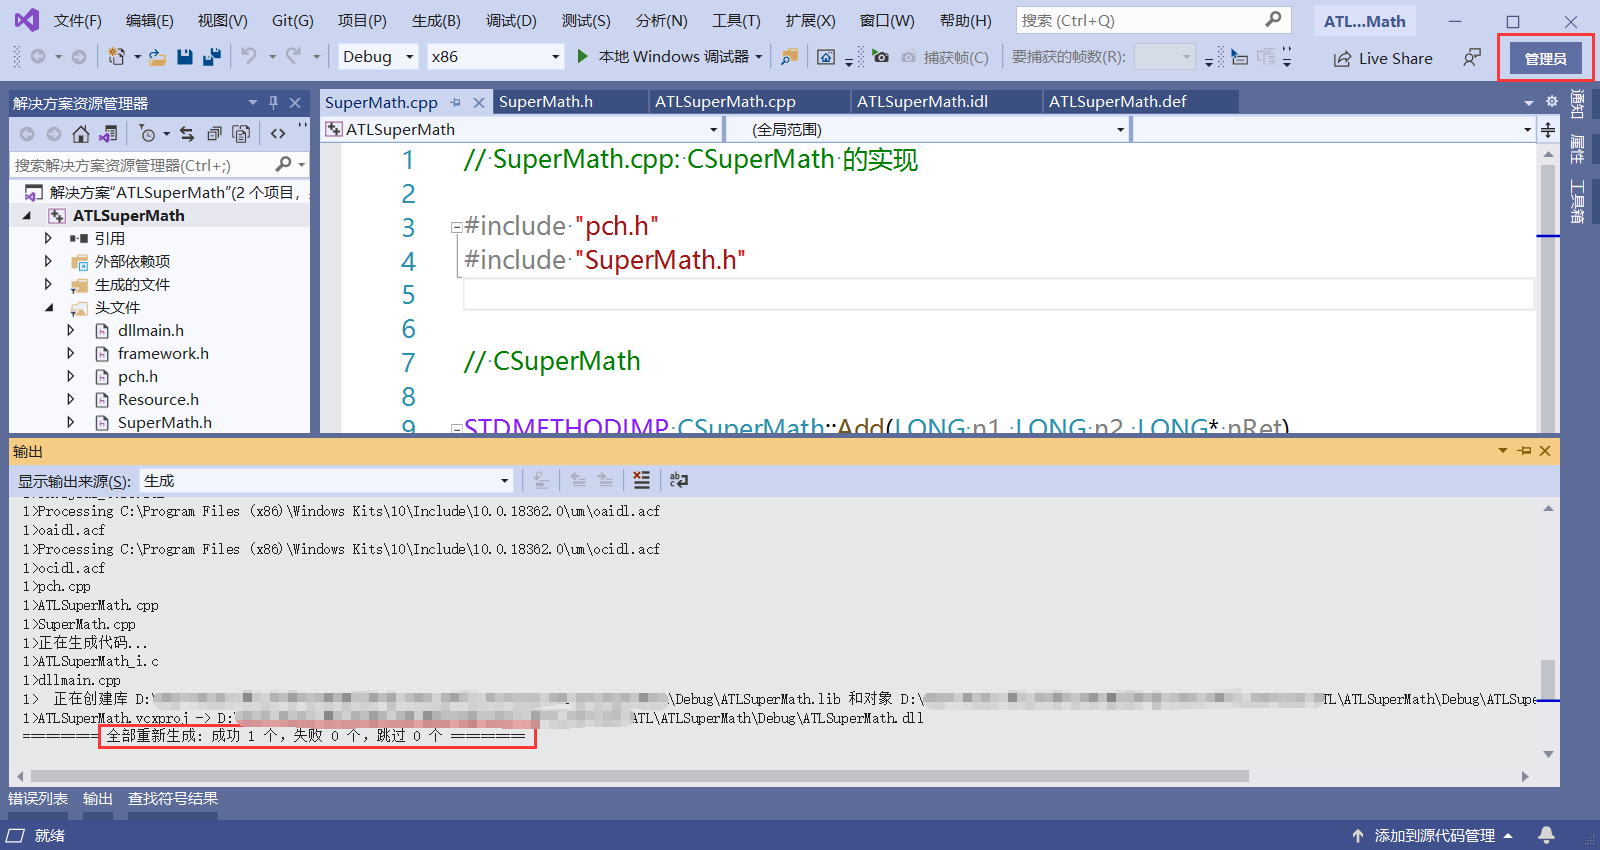 文件(F) 编辑(E) 视图(V) Git(G) 项目(P) 生成(B) 调试(D) 测试(S) 分析(N) 工具(T) 扩展(X) 窗口(W) 帮助(H) 搜索 (Ctrl+Q) ATL...Math
Debug x86 本地 Windows 调试器 捕获帧(C) 要捕获的帧数(R): Live Share 管理员
解决方案资源管理器
搜索解决方案资源管理器(Ctrl+;)
解决方案"ATLSuperMath"(2 个项目,
ATLSuperMath
引用
外部依赖项
生成的文件
头文件
dllmain.h
framework.h
pch.h
Resource.h
SuperMath.h
SuperMath.cpp SuperMath.h ATLSuperMath.cpp ATLSuperMath.idl ATLSuperMath.def
ATLSuperMath (全局范围)
1 // SuperMath.cpp: CSuperMath 的实现
2
3 #include "pch.h"
4 #include "SuperMath.h"
5
6
7 // CSuperMath
8
9 STDMETHODIMP CSuperMath::Add(LONG n1, LONG n2, LONG* nRet)
通知
属性
工具箱
输出
显示输出来源(S): 生成
1>Processing C:\Program Files (x86)\Windows Kits\10\Include\10.0.18362.0\um\oaidl.acf
1>oaidl.acf
1>Processing C:\Program Files (x86)\Windows Kits\10\Include\10.0.18362.0\um\ocidl.acf
1>ocidl.acf
1>pch.cpp
1>ATLSuperMath.cpp
1>SuperMath.cpp
1>正在生成代码...
1>ATLSuperMath_i.c
1>dllmain.cpp
1> 正在创建库 D:\ \Debug\ATLSuperMath.lib 和对象 D:\ TL\ATLSuperMath\Debug\ATLSupe
1>ATLSuperMath.vcxproj -> D:\ ATL\ATLSuperMath\Debug\ATLSuperMath.dll
========== 全部重新生成: 成功 1 个，失败 0 个，跳过 0 个 ==========
错误列表 输出 查找符号结果
就绪 添加到源代码管理